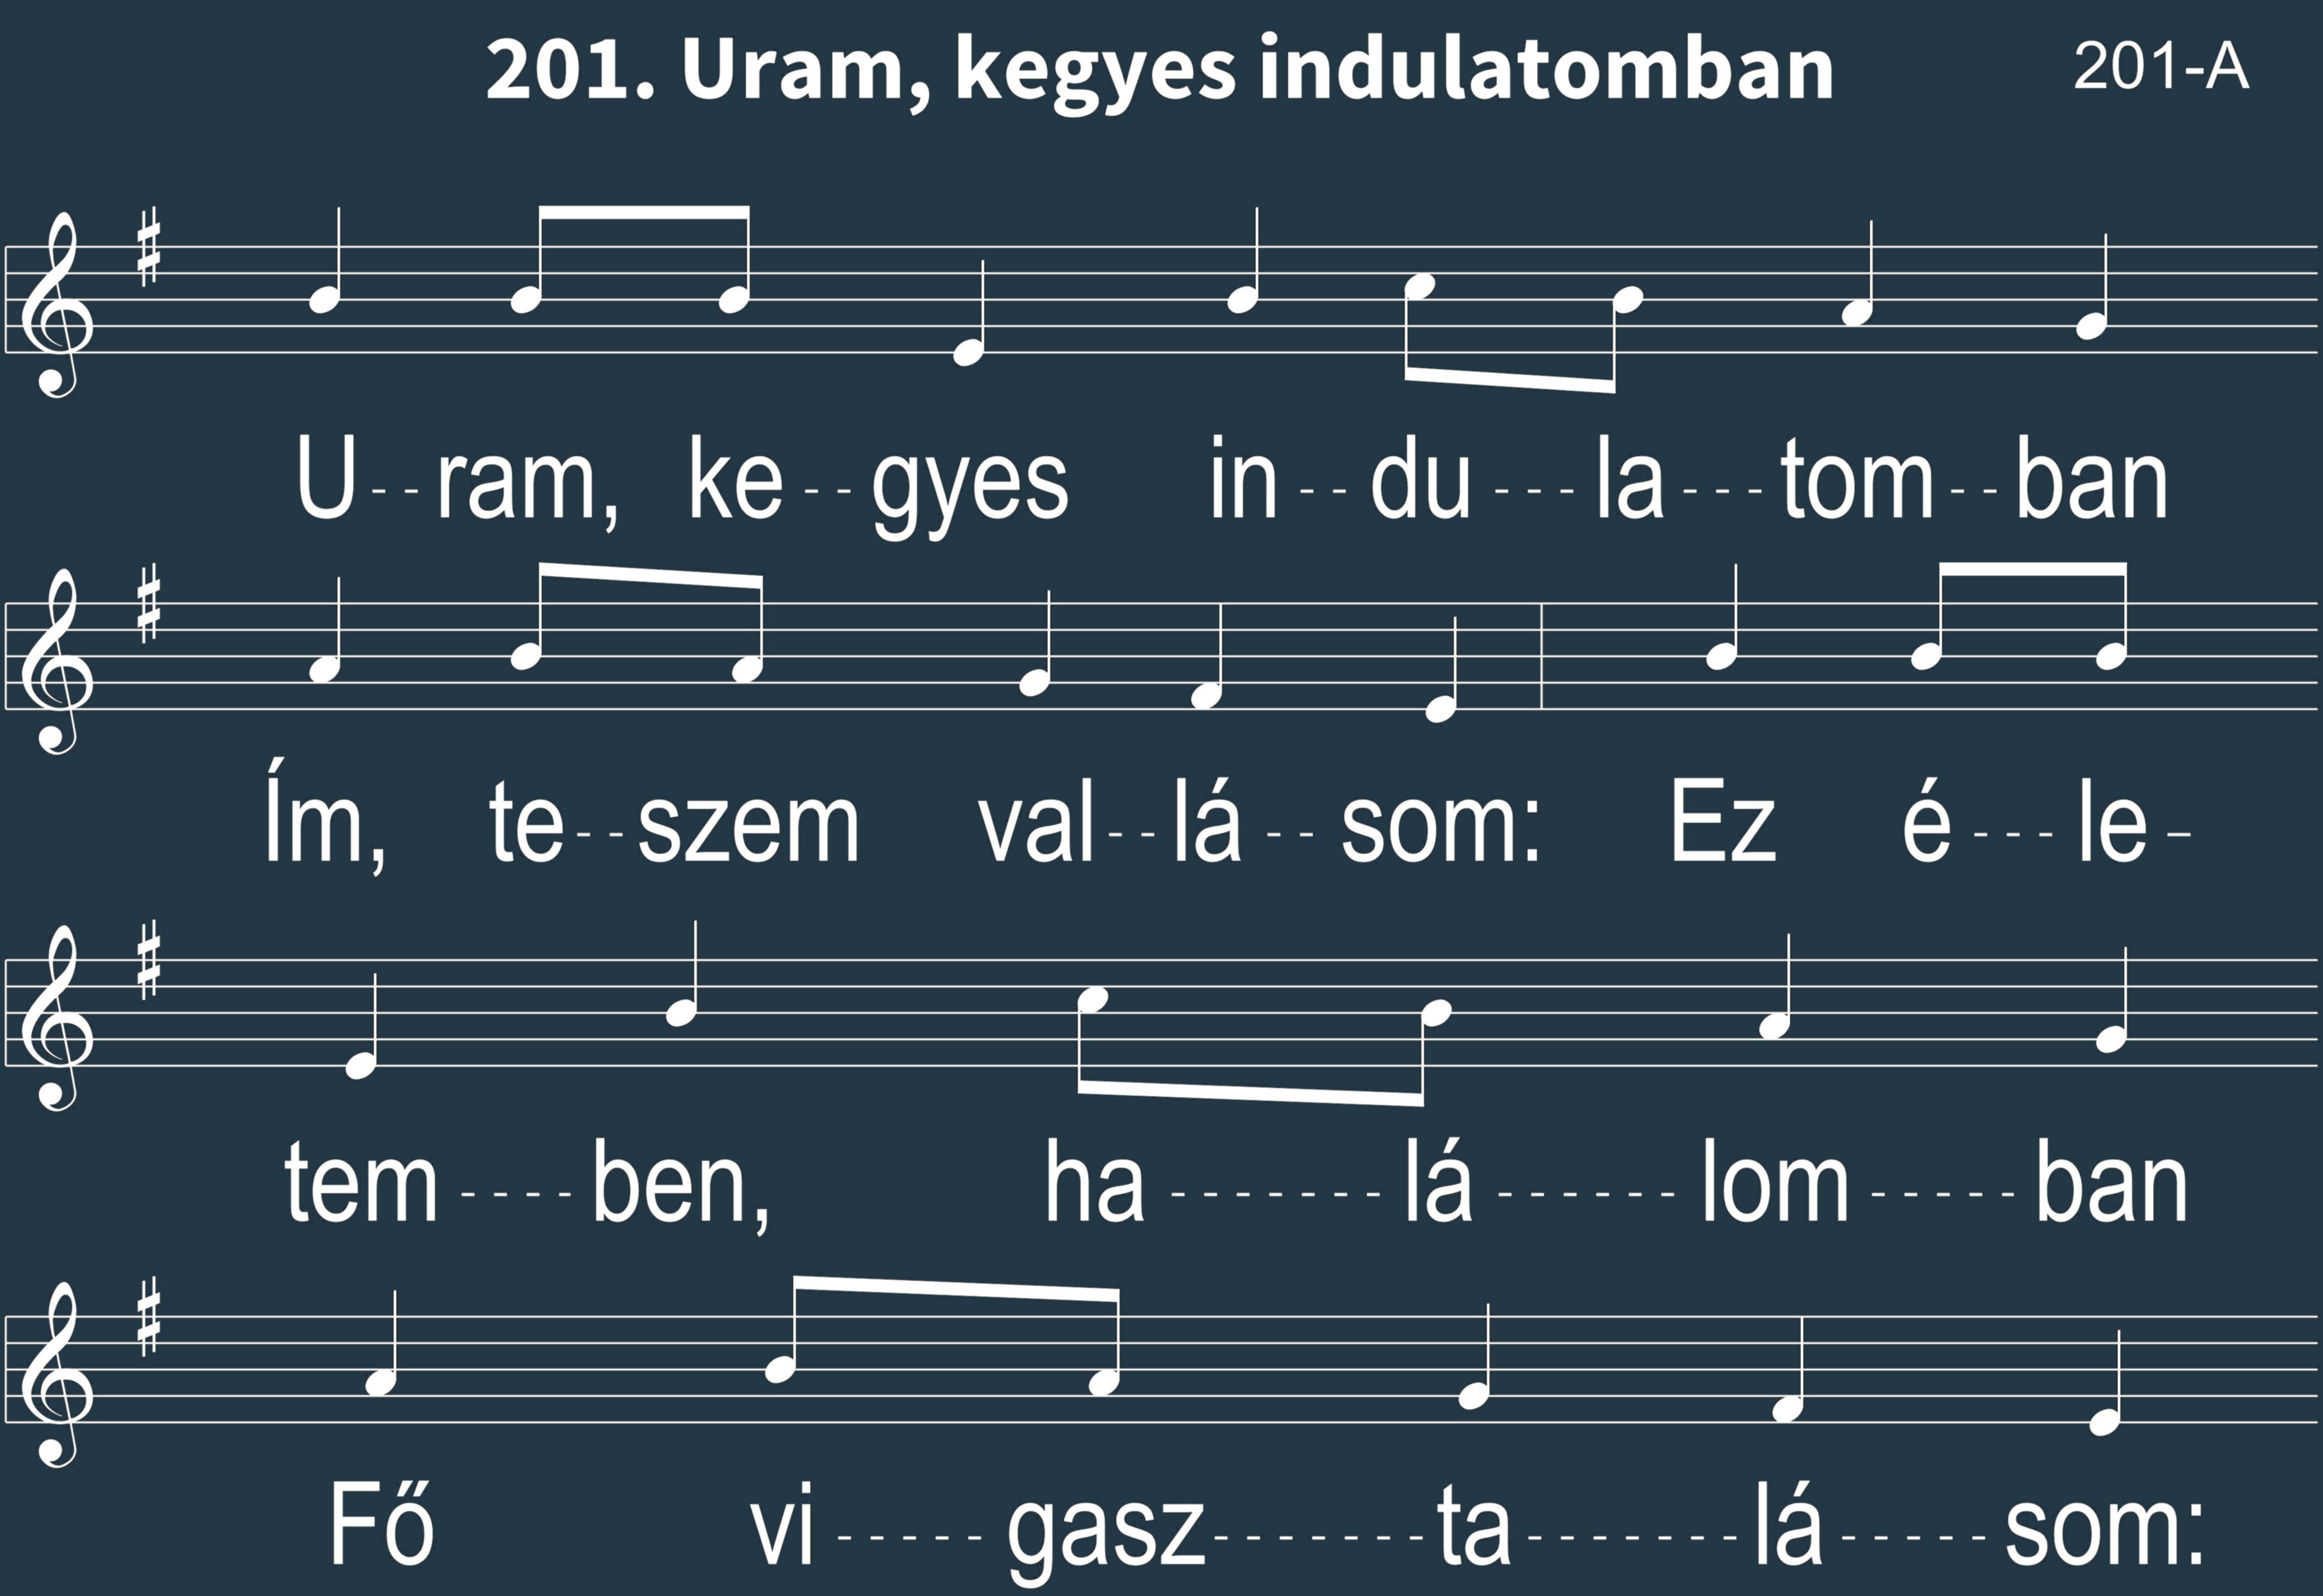 201. Uram, kegyes indulatomban
201-A
U--ram, ke--gyes in--du---la---tom--ban
Ím, te--szem val--lá--som: Ez é---le-
tem----ben, ha-------lá------lom-----ban
Fő vi-----gasz-------ta-------lá-----som: